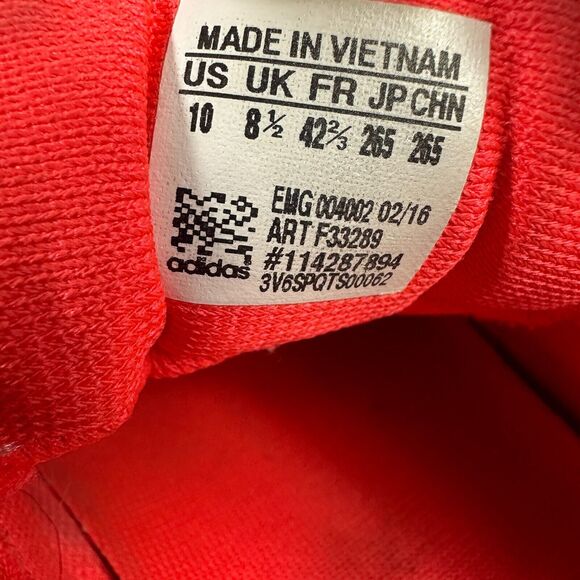 MADE IN VIETNAM
US UK FR JP CHN
10 8½ 42⅔ 265 265
EMG 004002 02/16
ART F33289
#114287894
adidas
3V6SPQTS00062